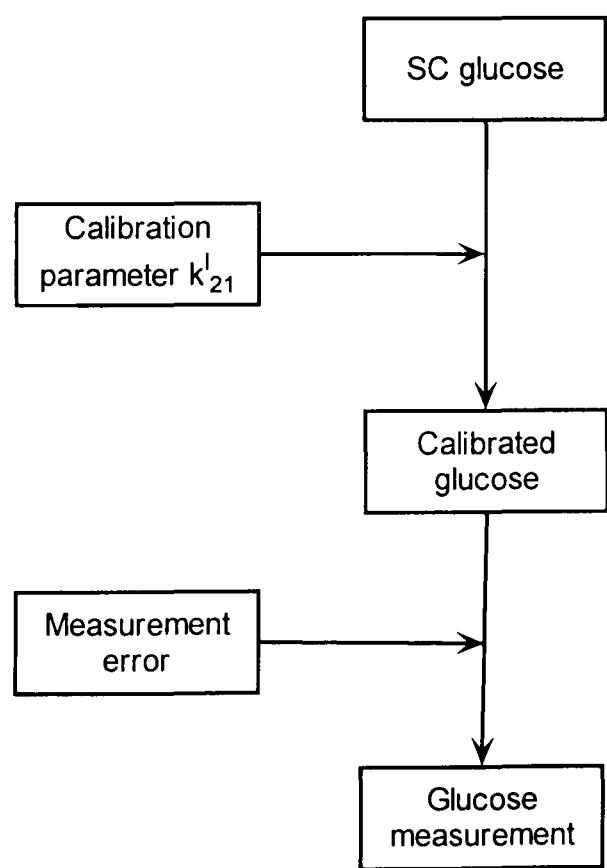 SC glucose
Calibration
parameter k^I_21
Calibrated
glucose
Measurement
error
Glucose
measurement